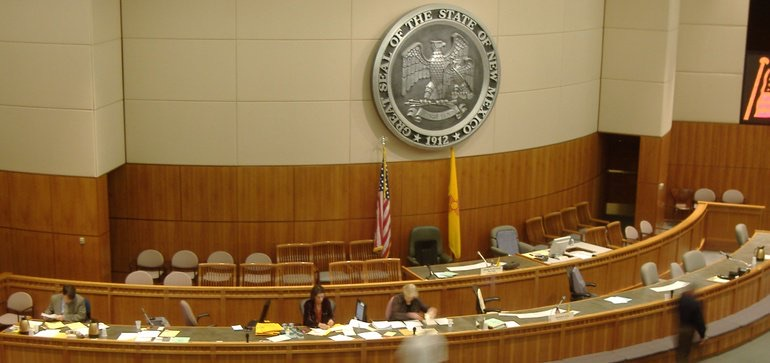 GREAT SEAL OF THE STATE OF NEW MEXICO
1912